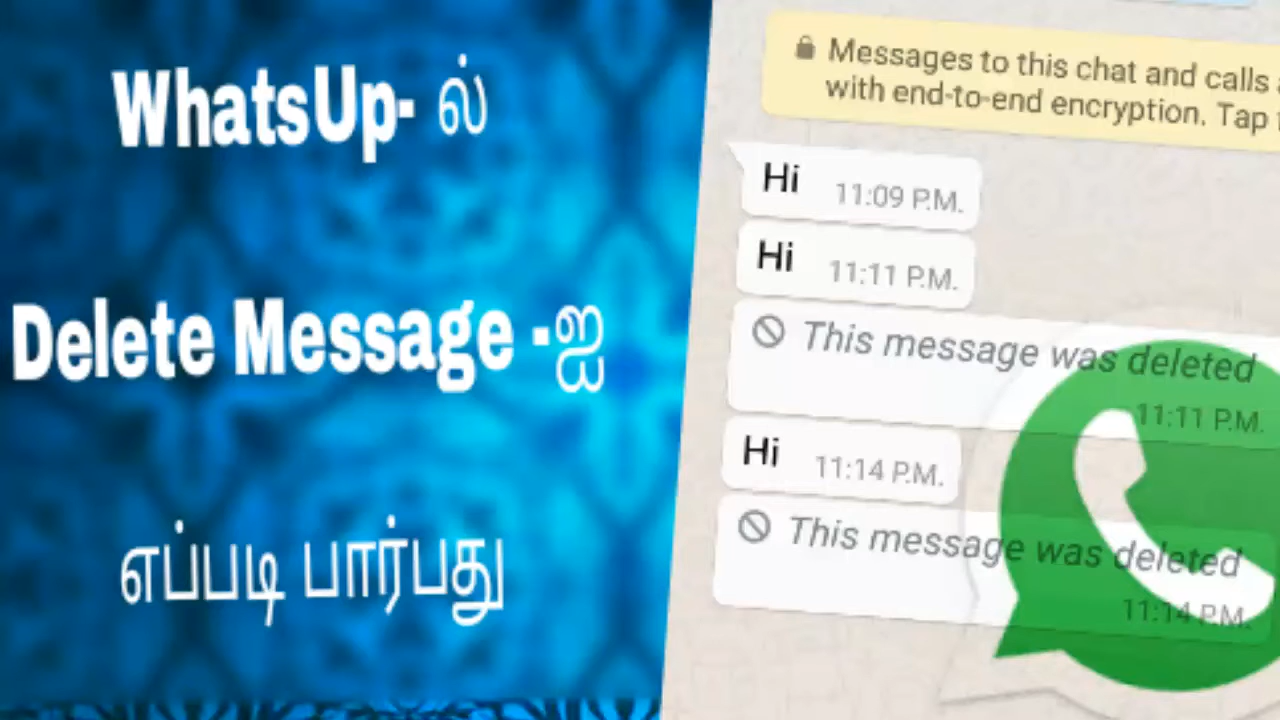 WhatsUp- ல்
Delete Message -ஐ
எப்படி பார்பது
Messages to this chat and calls
with end-to-end encryption. Tap
Hi 11:09 P.M.
Hi 11:11 P.M.
This message was deleted
11:11 P.M.
Hi 11:14 P.M.
This message was deleted
11:14 P.M.